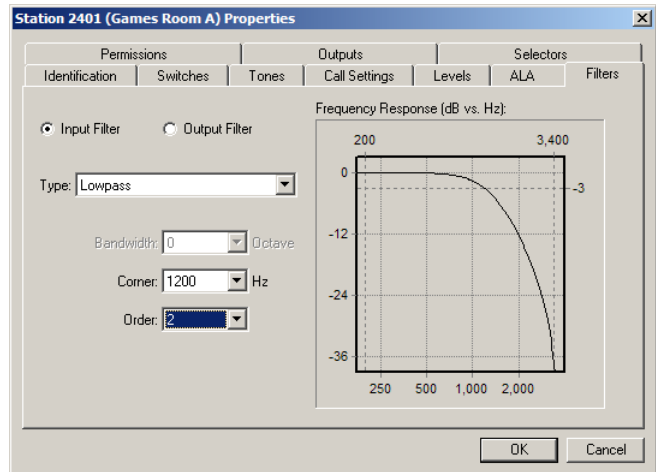 Station 2401 (Games Room A) Properties
Permissions Outputs Selectors
Identification Switches Tones Call Settings Levels ALA Filters
Input Filter Output Filter
Type: Lowpass
Bandwidth: 0 Octave
Corner: 1200 Hz
Order: 2
Frequency Response (dB vs. Hz):
200 3,400
0
-3
-12
-24
-36
250 500 1,000 2,000
OK Cancel